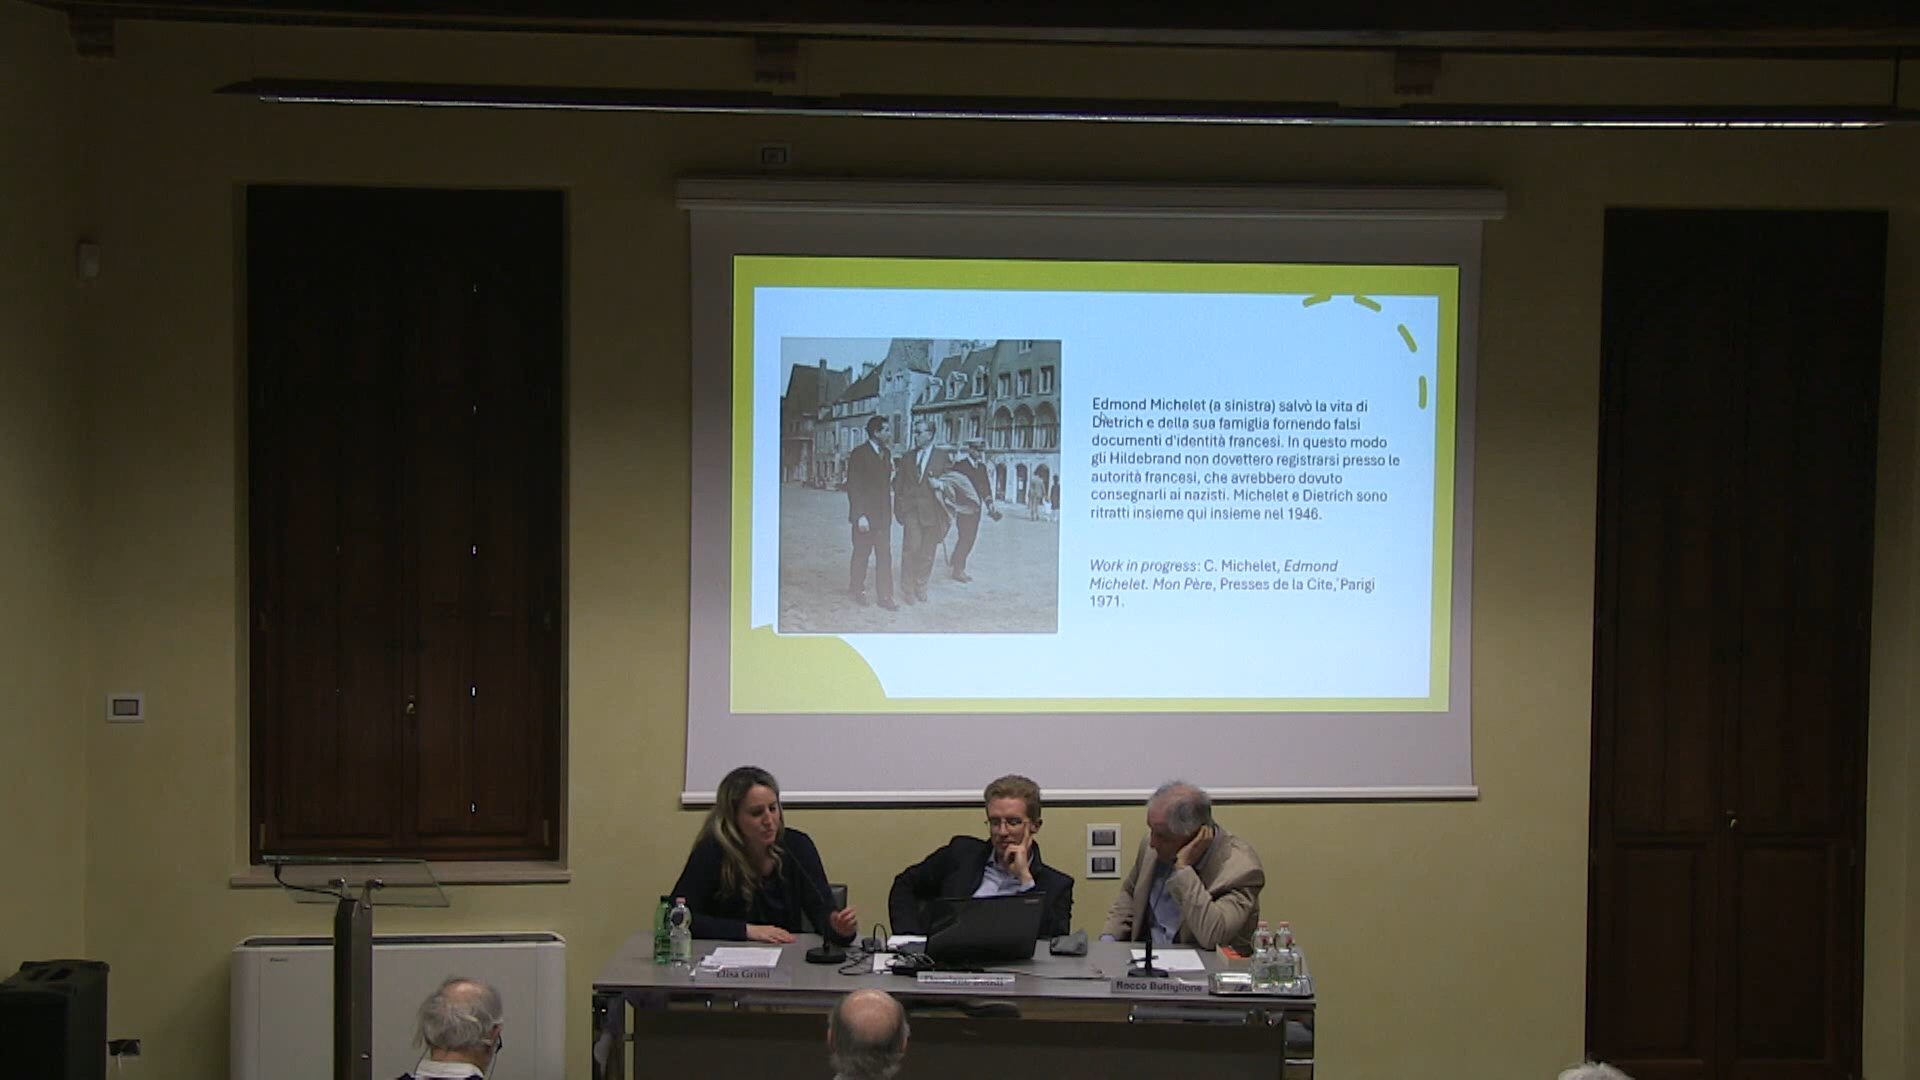 Edmond Michelet (a sinistra) salvò la vita di
Dietrich e della sua famiglia fornendo falsi
documenti d'identità francesi. In questo modo
gli Hildebrand non dovettero registrarsi presso le
autorità francesi, che avrebbero dovuto
consegnarli ai nazisti. Michelet e Dietrich sono
ritratti insieme qui insieme nel 1946.
Work in progress: C. Michelet, Edmond
Michelet. Mon Père, Presses de la Cite, Parigi
1971.
Elisa Grimi
Rocco Buttiglione